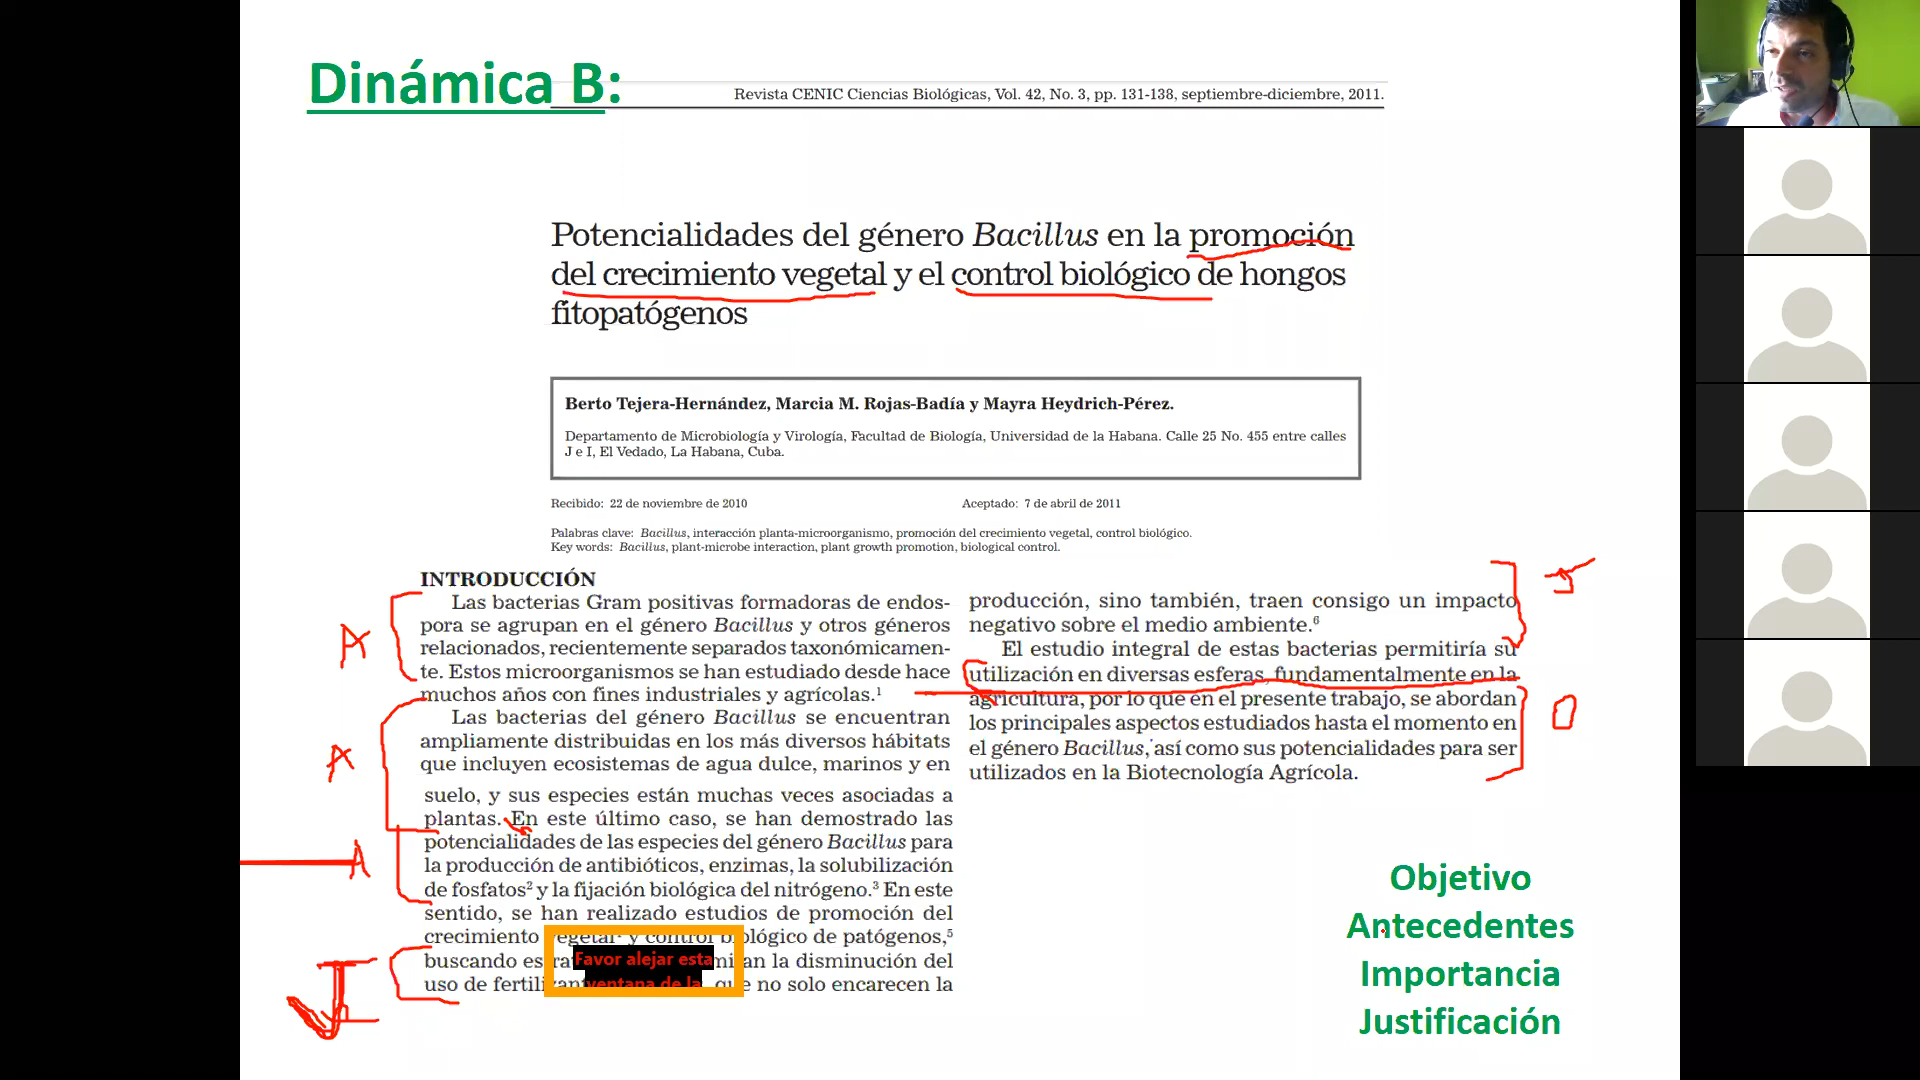 Dinámica B:
Revista CENIC Ciencias Biológicas, Vol. 42, No. 3, pp. 131-138, septiembre-diciembre, 2011.
Potencialidades del género Bacillus en la promoción
del crecimiento vegetal y el control biológico de hongos
fitopatógenos
Berto Tejera-Hernández, Marcia M. Rojas-Badía y Mayra Heydrich-Pérez.
Departamento de Microbiología y Virología, Facultad de Biología, Universidad de la Habana. Calle 25 No. 455 entre calles
J e I, El Vedado, La Habana, Cuba.
Recibido: 22 de noviembre de 2010
Aceptado: 7 de abril de 2011
Palabras clave: Bacillus, interacción planta-microorganismo, promoción del crecimiento vegetal, control biológico.
Key words: Bacillus, plant-microbe interaction, plant growth promotion, biological control.
INTRODUCCIÓN
Las bacterias Gram positivas formadoras de endos-
pora se agrupan en el género Bacillus y otros géneros
relacionados, recientemente separados taxonómicamen-
te. Estos microorganismos se han estudiado desde hace
muchos años con fines industriales y agrícolas.¹
Las bacterias del género Bacillus se encuentran
ampliamente distribuidas en los más diversos hábitats
que incluyen ecosistemas de agua dulce, marinos y en
suelo, y sus especies están muchas veces asociadas a
plantas. En este último caso, se han demostrado las
potencialidades de las especies del género Bacillus para
la producción de antibióticos, enzimas, la solubilización
de fosfatos² y la fijación biológica del nitrógeno.³ En este
sentido, se han realizado estudios de promoción del
crecimiento vegetal⁴ y control biológico de patógenos,⁵
buscando an la disminución del
uso de que no solo encarecen la
Favor alejar esta
ventana de la
A
A
A
producción, sino también, traen consigo un impacto
negativo sobre el medio ambiente.⁶
El estudio integral de estas bacterias permitiría su
utilización en diversas esferas, fundamentalmente en la
agricultura, por lo que en el presente trabajo, se abordan
los principales aspectos estudiados hasta el momento en
el género Bacillus, así como sus potencialidades para ser
utilizados en la Biotecnología Agrícola.
O
Objetivo
Antecedentes
Importancia
Justificación